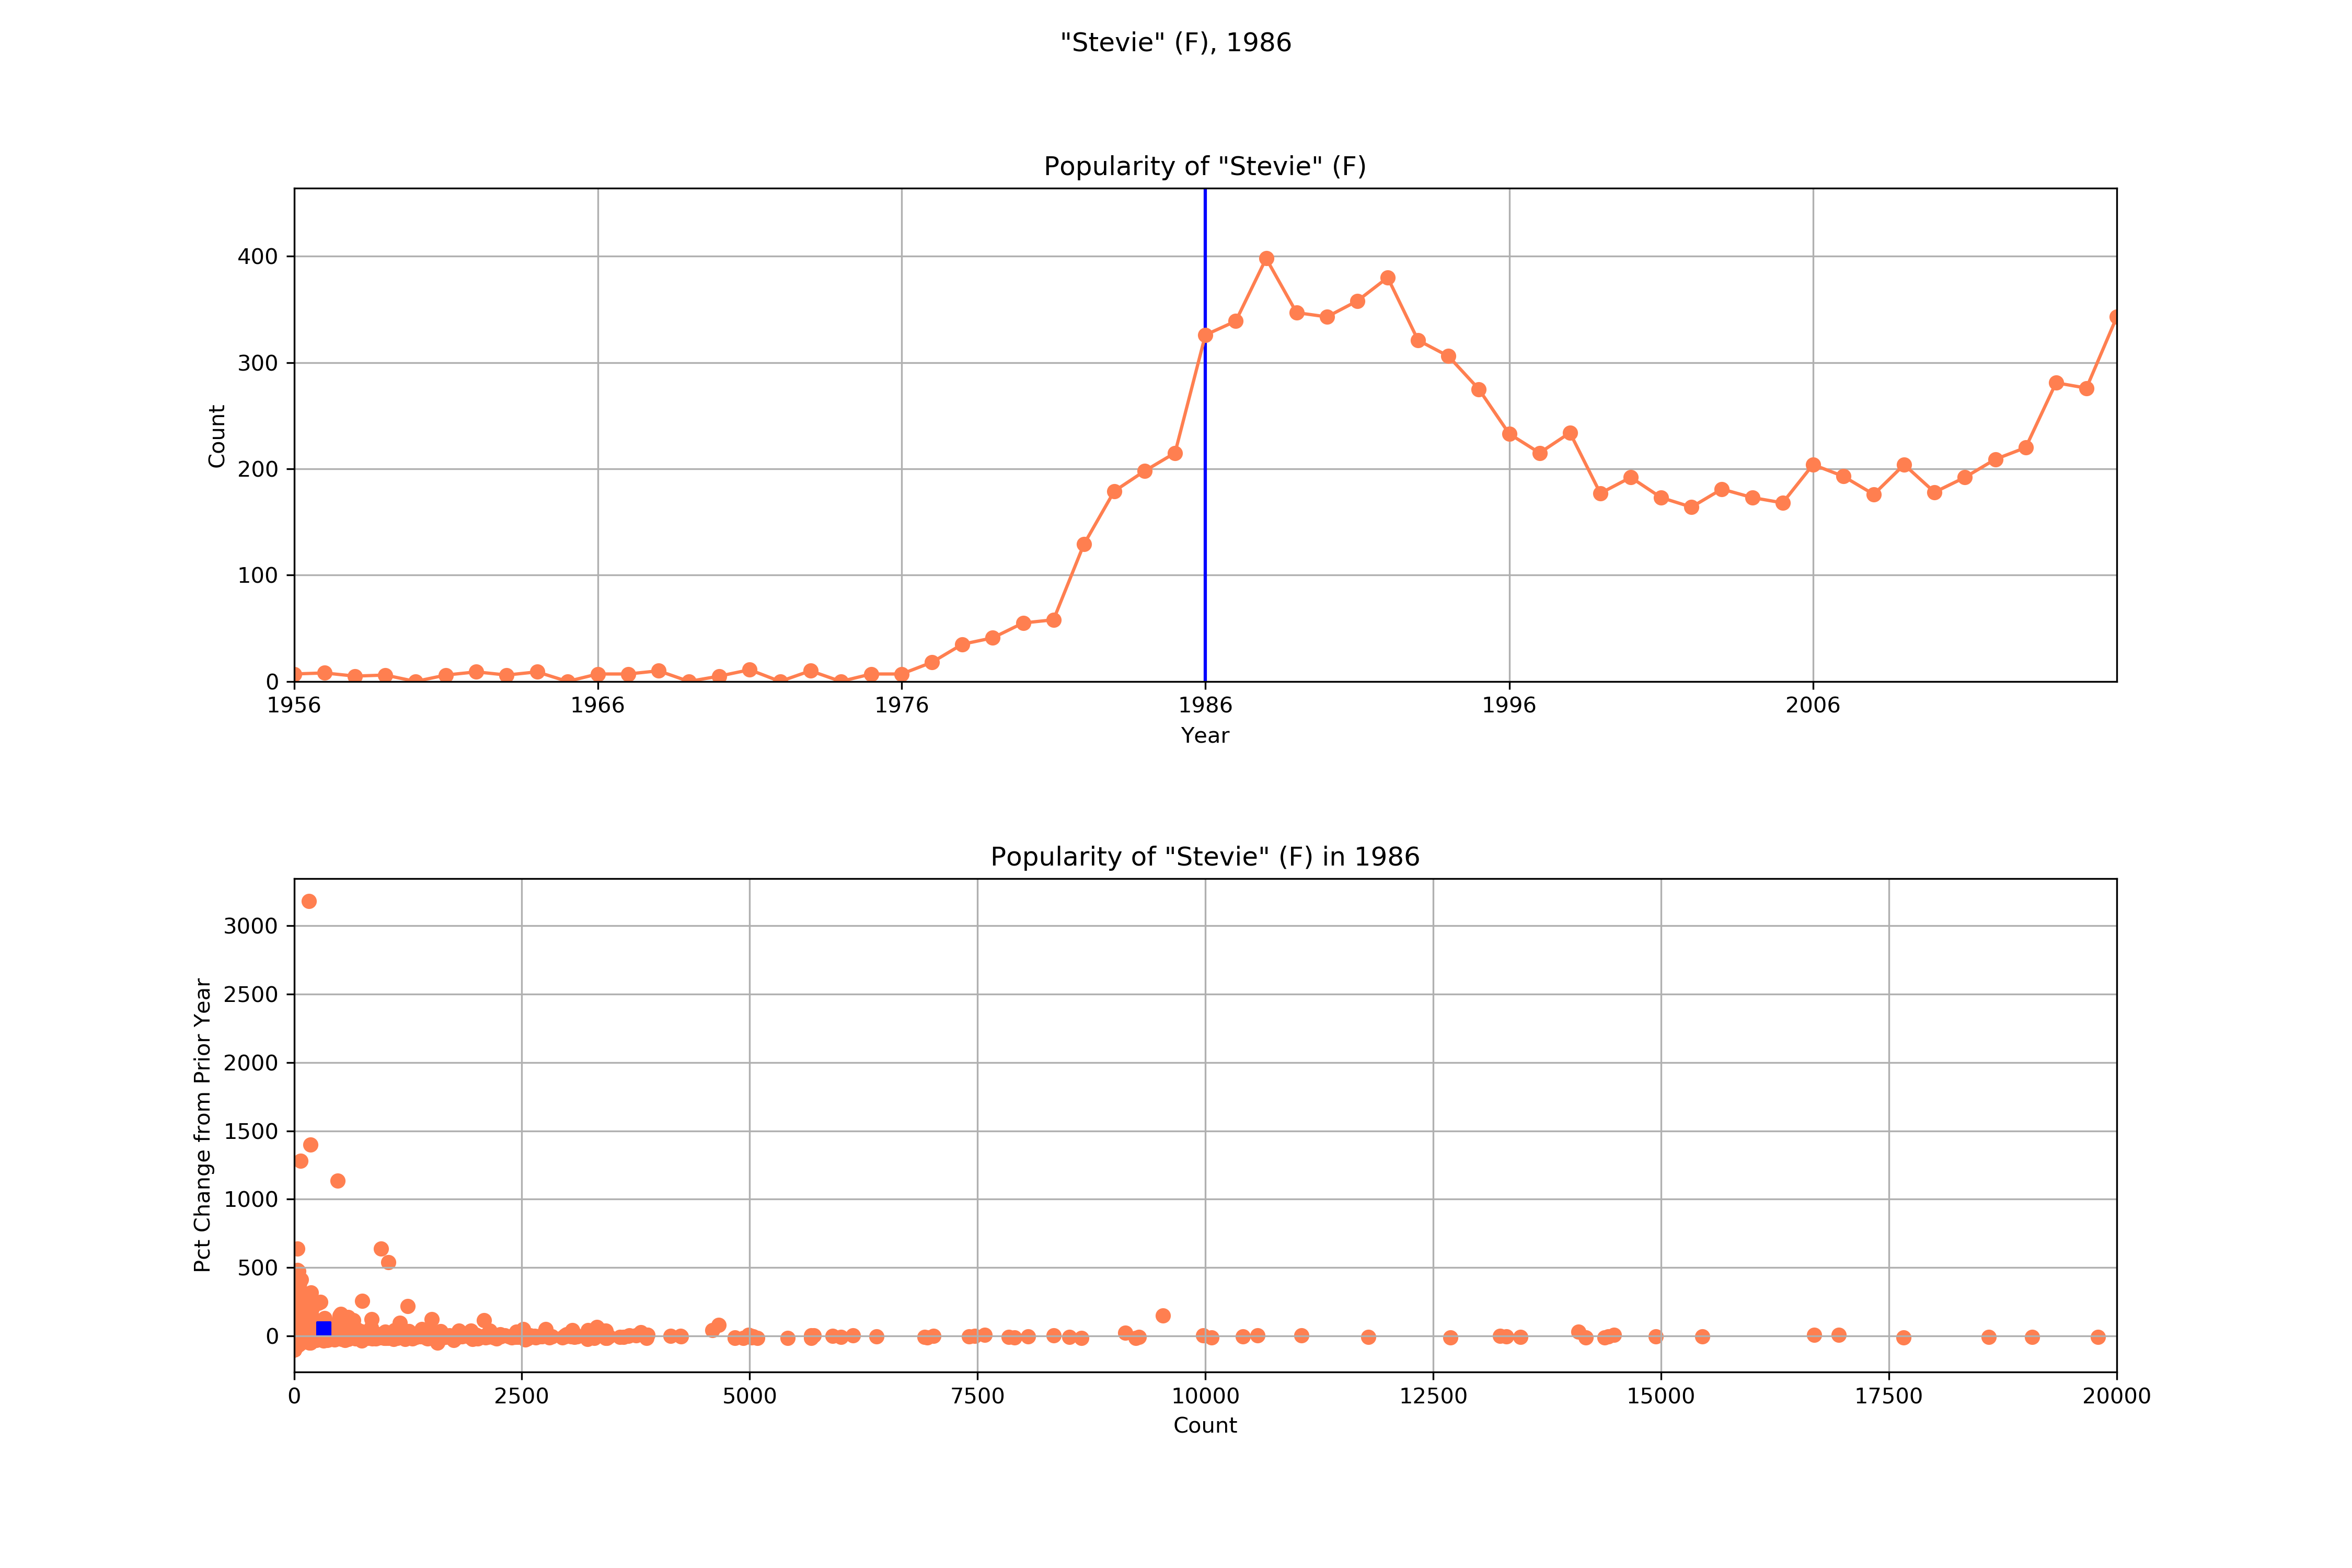 "Stevie" (F), 1986
Popularity of "Stevie" (F)
400
300
200
100
0
Count
1956 1966 1976 1986 1996 2006
Year
Popularity of "Stevie" (F) in 1986
3000
2500
2000
1500
1000
500
0
Pct Change from Prior Year
0 2500 5000 7500 10000 12500 15000 17500 20000
Count